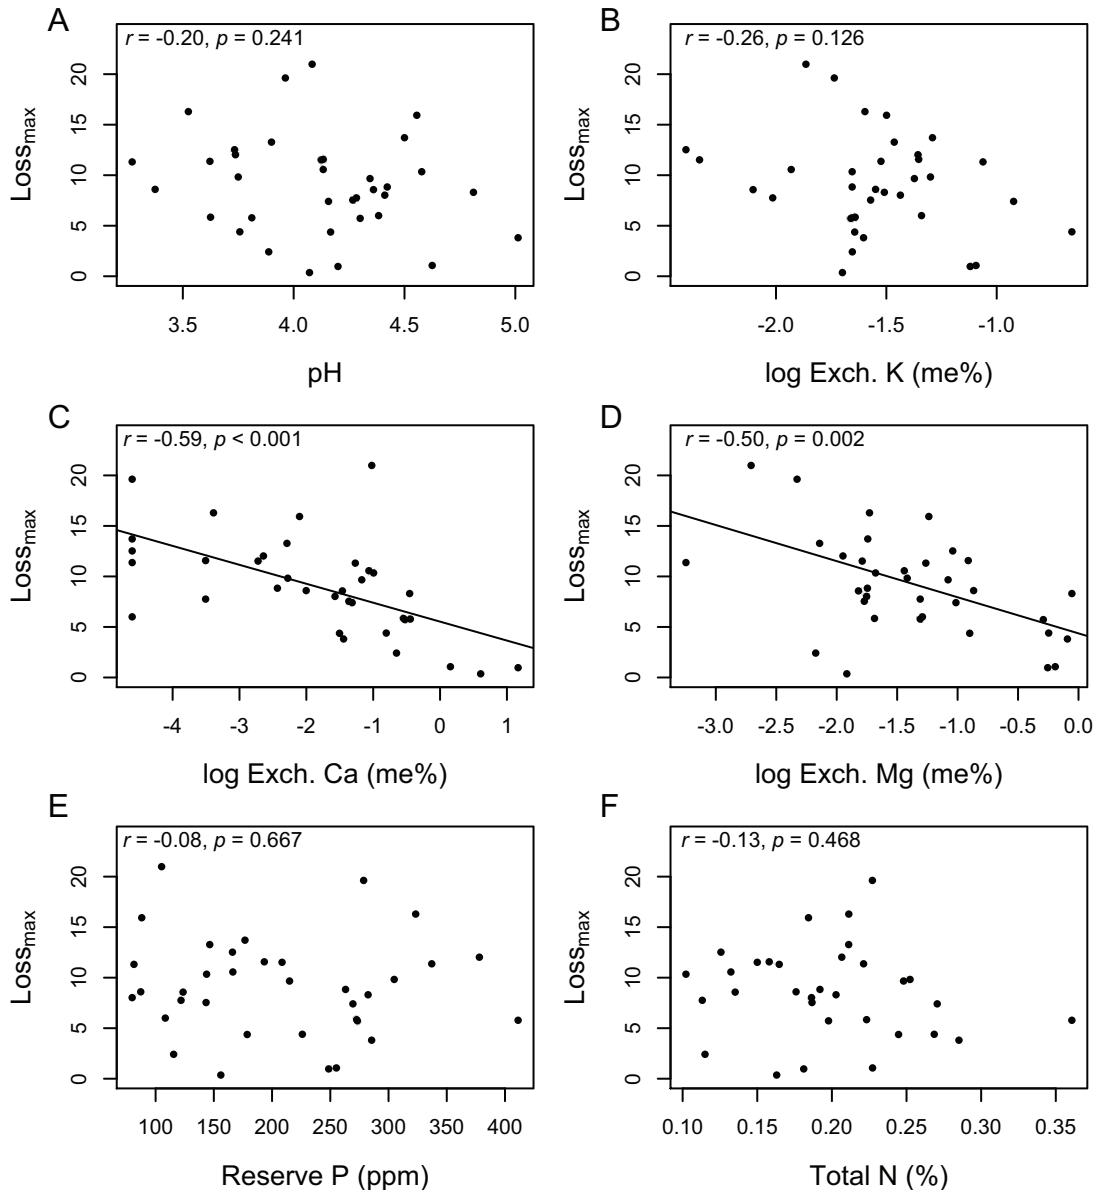 A
r = -0.20, p = 0.241
Loss_max
0 5 10 15 20
3.5 4.0 4.5 5.0
pH
B
r = -0.26, p = 0.126
Loss_max
0 5 10 15 20
-2.0 -1.5 -1.0
log Exch. K (me%)
C
r = -0.59, p < 0.001
Loss_max
0 5 10 15 20
-4 -3 -2 -1 0 1
log Exch. Ca (me%)
D
r = -0.50, p = 0.002
Loss_max
0 5 10 15 20
-3.0 -2.5 -2.0 -1.5 -1.0 -0.5 0.0
log Exch. Mg (me%)
E
r = -0.08, p = 0.667
Loss_max
0 5 10 15 20
100 150 200 250 300 350 400
Reserve P (ppm)
F
r = -0.13, p = 0.468
Loss_max
0 5 10 15 20
0.10 0.15 0.20 0.25 0.30 0.35
Total N (%)